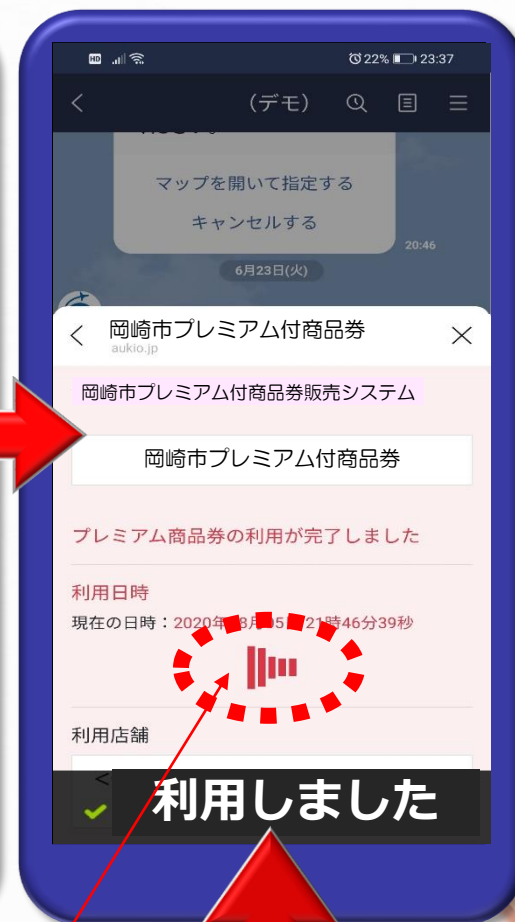 HD 22% 23:37
(デモ)
マップを開いて指定する
キャンセルする
20:46
6月23日(火)
岡崎市プレミアム付商品券
aukio.jp
岡崎市プレミアム付商品券販売システム
岡崎市プレミアム付商品券
プレミアム商品券の利用が完了しました
利用日時
現在の日時:2020年 8月05 21時46分39秒
利用店舗
<
利用しました